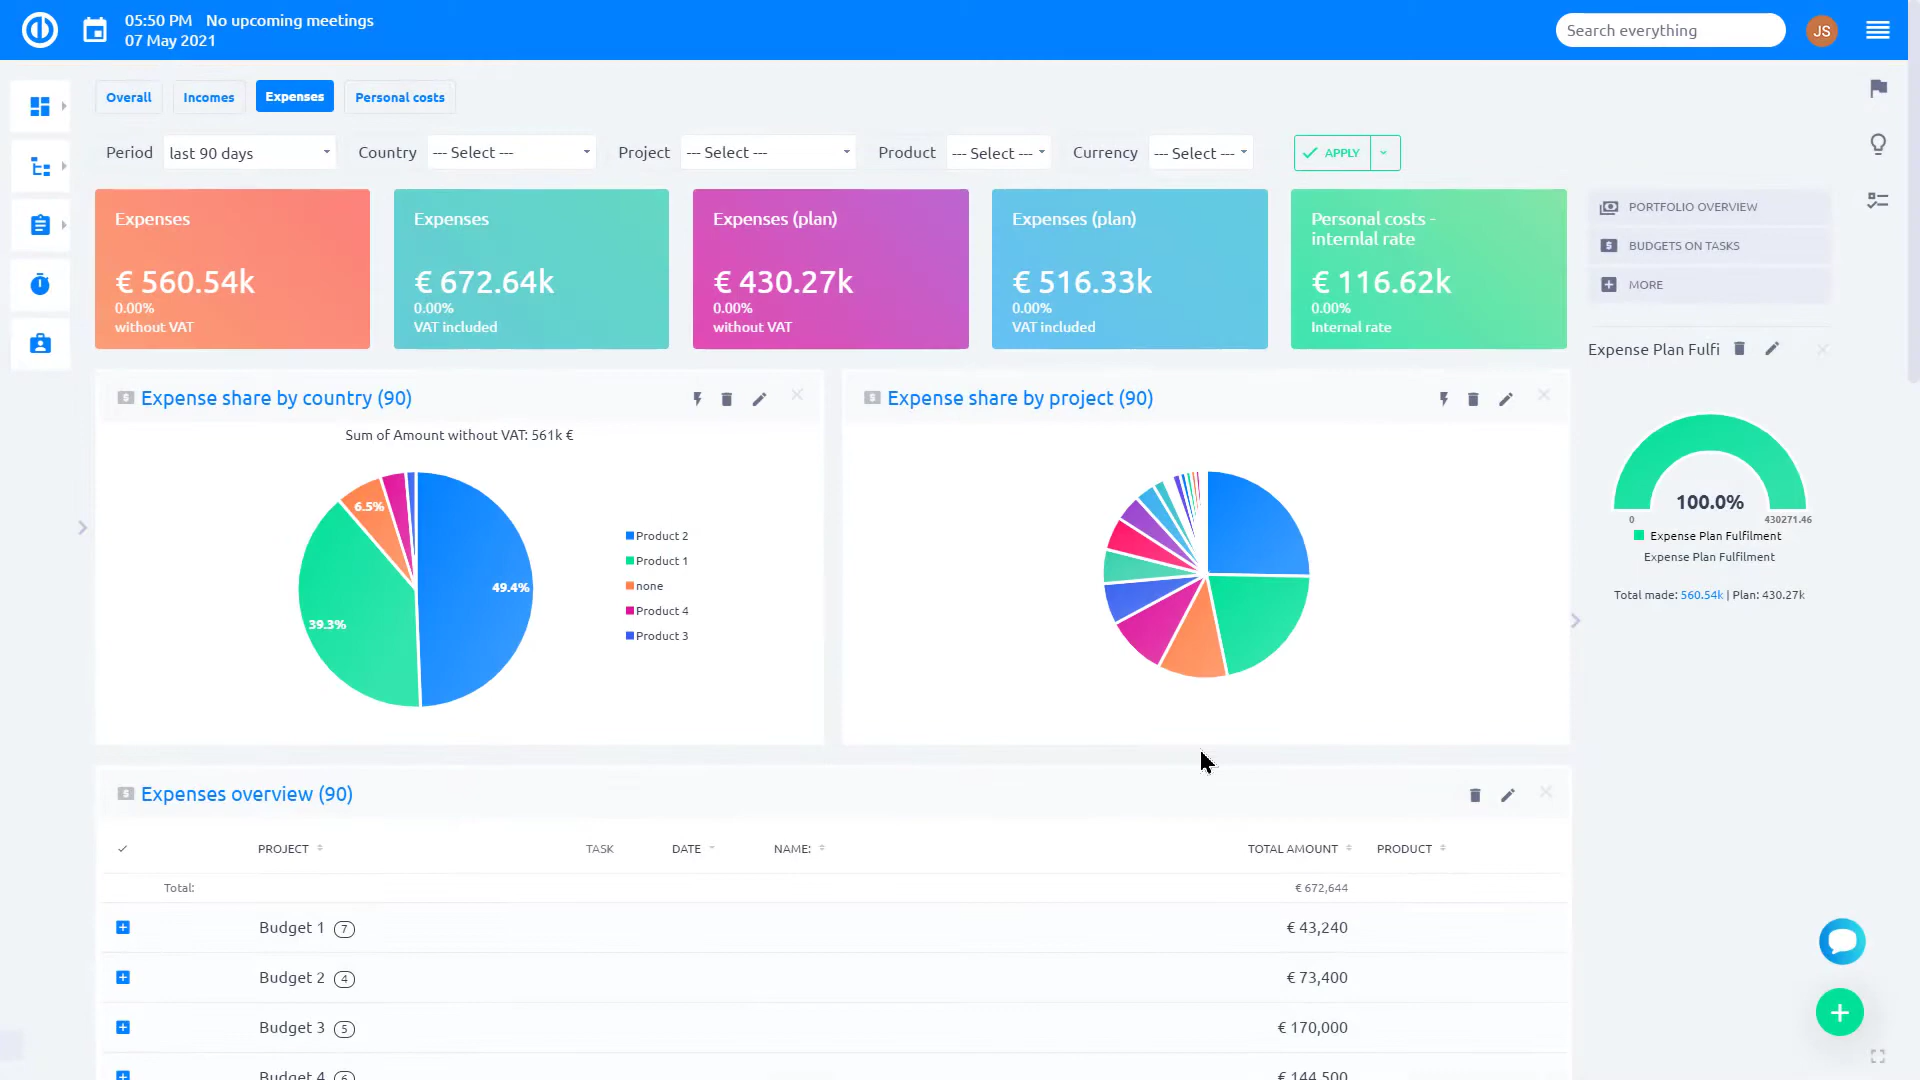 05:50 PM No upcoming meetings
07 May 2021
Search everything
JS
Overall Incomes Expenses Personal costs
Period last 90 days Country --- Select --- Project --- Select --- Product --- Select --- Currency --- Select --- APPLY
Expenses
€ 560.54k
0.00%
without VAT
Expenses
€ 672.64k
0.00%
VAT included
Expenses (plan)
€ 430.27k
0.00%
without VAT
Expenses (plan)
€ 516.33k
0.00%
VAT included
Personal costs -
internlal rate
€ 116.62k
0.00%
Internal rate
PORTFOLIO OVERVIEW
BUDGETS ON TASKS
MORE
Expense Plan Fulfi
100.0%
0 430271.46
Expense Plan Fulfilment
Expense Plan Fulfilment
Total made: 560.54k | Plan: 430.27k
Expense share by country (90)
Sum of Amount without VAT: 561k €
6.5%
49.4%
39.3%
Product 2
Product 1
none
Product 4
Product 3
Expense share by project (90)
Expenses overview (90)
PROJECT TASK DATE NAME: TOTAL AMOUNT PRODUCT
Total: € 672,644
Budget 1 7 € 43,240
Budget 2 4 € 73,400
Budget 3 5 € 170,000
Budget 4 6 € 144,500